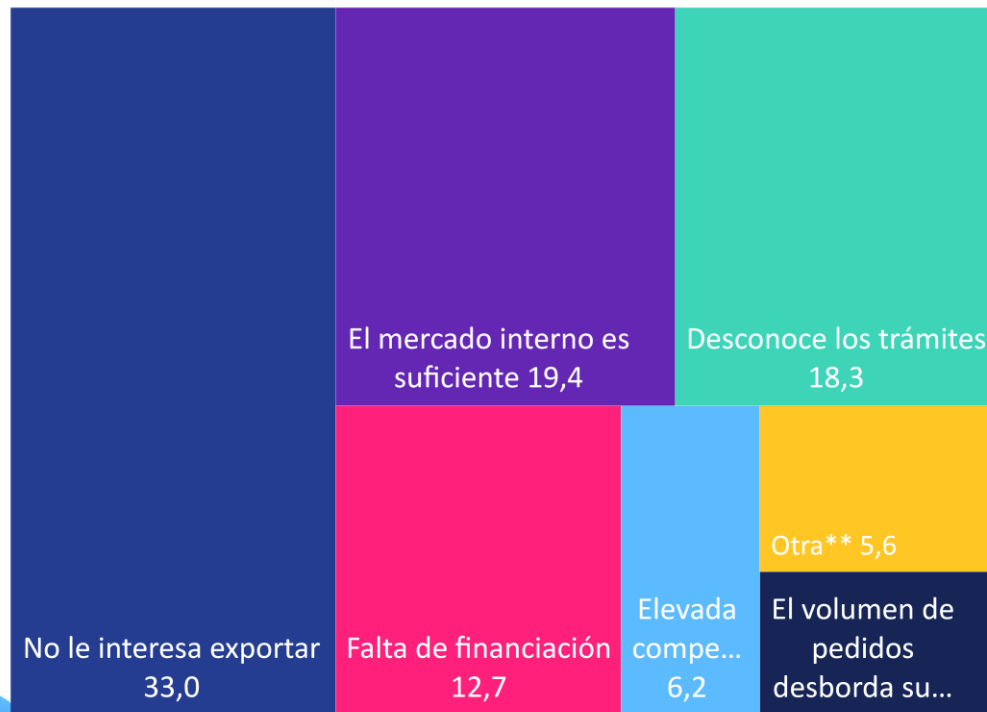 El mercado interno es
suficiente 19,4
Desconoce los trámites
18,3
No le interesa exportar
33,0
Falta de financiación
12,7
Elevada
compe...
6,2
Otra** 5,6
El volumen de
pedidos
desborda su...